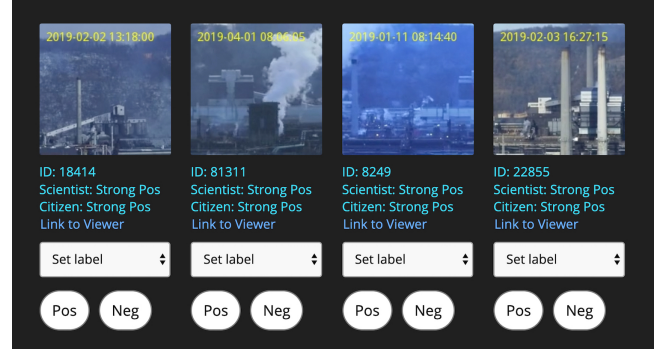 2019-02-02 13:18:00
2019-04-01 08:06:05
2019-01-11 08:14:40
2019-02-03 16:27:15
ID: 18414
Scientist: Strong Pos
Citizen: Strong Pos
Link to Viewer
Set label
Pos
Neg
ID: 81311
Scientist: Strong Pos
Citizen: Strong Pos
Link to Viewer
Set label
Pos
Neg
ID: 8249
Scientist: Strong Pos
Citizen: Strong Pos
Link to Viewer
Set label
Pos
Neg
ID: 22855
Scientist: Strong Pos
Citizen: Strong Pos
Link to Viewer
Set label
Pos
Neg